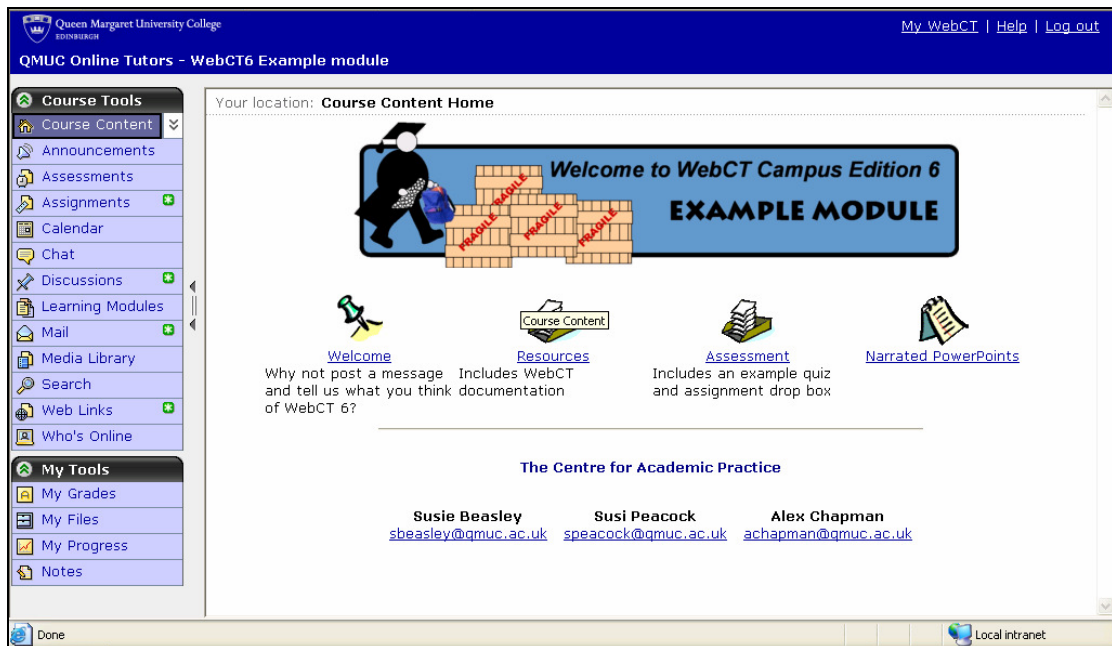 Queen Margaret University College
EDINBURGH
My WebCT | Help | Log out
QMUC Online Tutors - WebCT6 Example module
Course Tools
Course Content
Announcements
Assessments
Assignments
Calendar
Chat
Discussions
Learning Modules
Mail
Media Library
Search
Web Links
Who's Online
My Tools
My Grades
My Files
My Progress
Notes
Your location: Course Content Home
Welcome to WebCT Campus Edition 6
EXAMPLE MODULE
FRAGILE
FRAGILE
FRAGILE
FRAGILE
Course Content
Welcome
Why not post a message
and tell us what you think
of WebCT 6?
Resources
Includes WebCT
documentation
Assessment
Includes an example quiz
and assignment drop box
Narrated PowerPoints
The Centre for Academic Practice
Susie Beasley
sbeasley@qmuc.ac.uk
Susi Peacock
speacock@qmuc.ac.uk
Alex Chapman
achapman@qmuc.ac.uk
Done
Local intranet